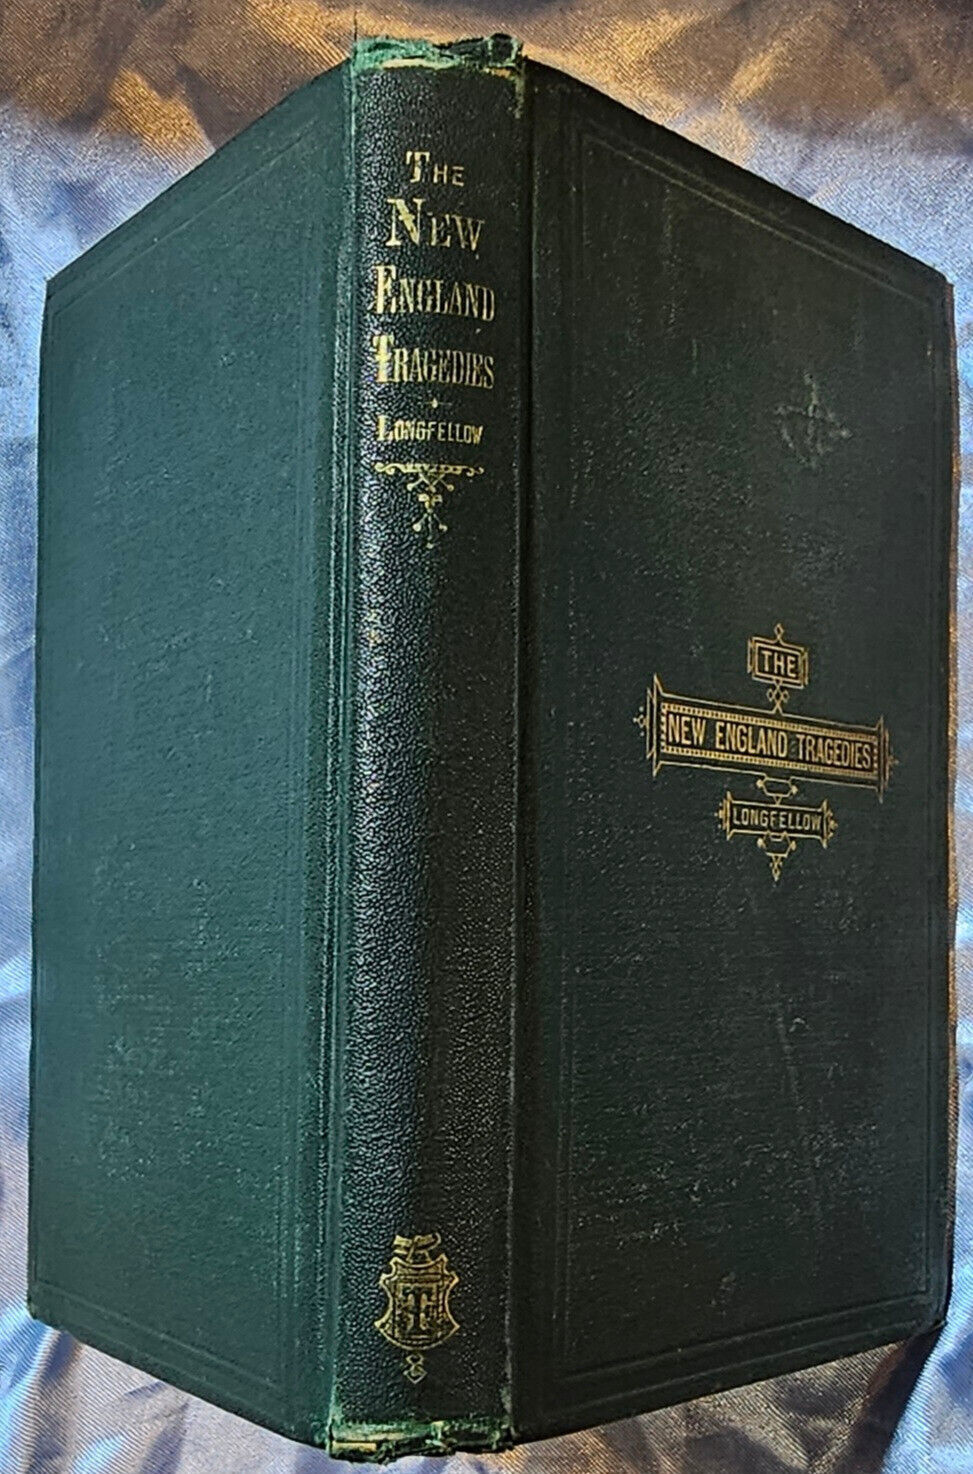 THE
NEW
ENGLAND
TRAGEDIES
LONGFELLOW
THE
NEW ENGLAND TRAGEDIES
LONGFELLOW